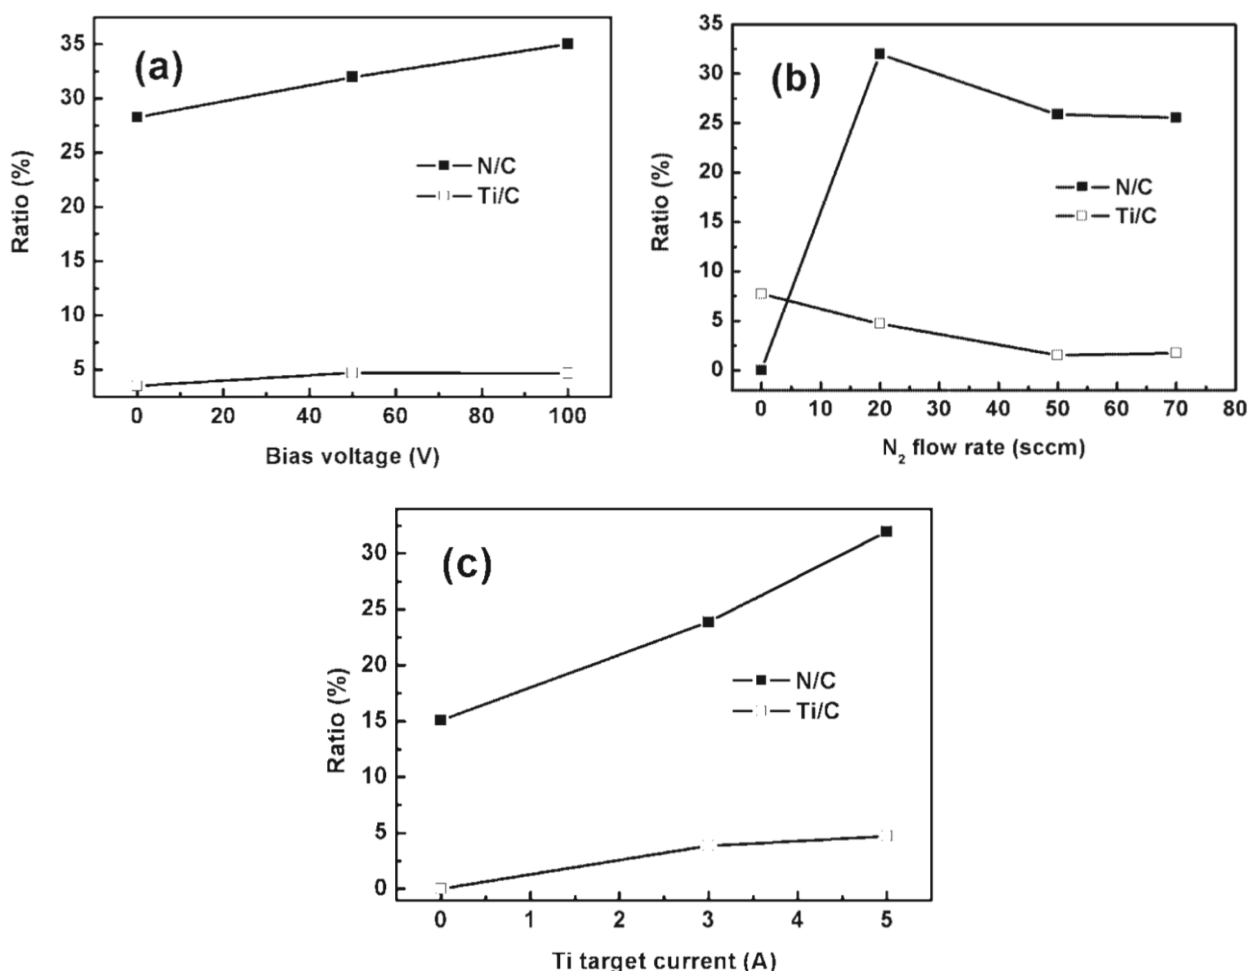 (a)
35
30
25
20
15
10
5
Ratio (%)
N/C
Ti/C
0 20 40 60 80 100
Bias voltage (V)
(b)
35
30
25
20
15
10
5
0
Ratio (%)
N/C
Ti/C
0 10 20 30 40 50 60 70 80
N₂ flow rate (sccm)
(c)
30
25
20
15
10
5
0
Ratio (%)
N/C
Ti/C
0 1 2 3 4 5
Ti target current (A)